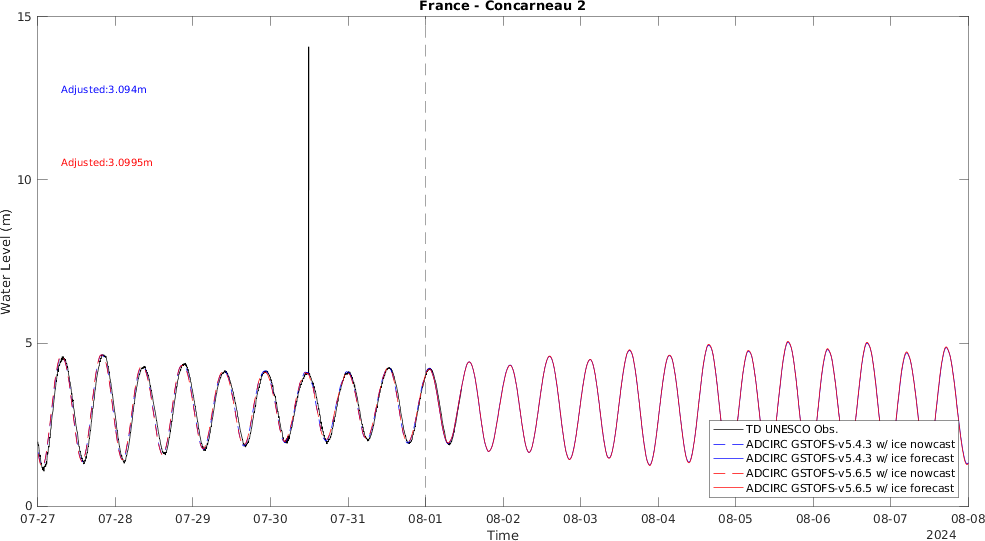 France - Concarneau 2
15
Adjusted:3.094m
Adjusted:3.0995m
10
Water Level (m)
5
TD UNESCO Obs.
ADCIRC GSTOFS-v5.4.3 w/ ice nowcast
ADCIRC GSTOFS-v5.4.3 w/ ice forecast
ADCIRC GSTOFS-v5.6.5 w/ ice nowcast
ADCIRC GSTOFS-v5.6.5 w/ ice forecast
0
07-27 07-28 07-29 07-30 07-31 08-01 08-02 08-03 08-04 08-05 08-06 08-07 08-08
Time
2024